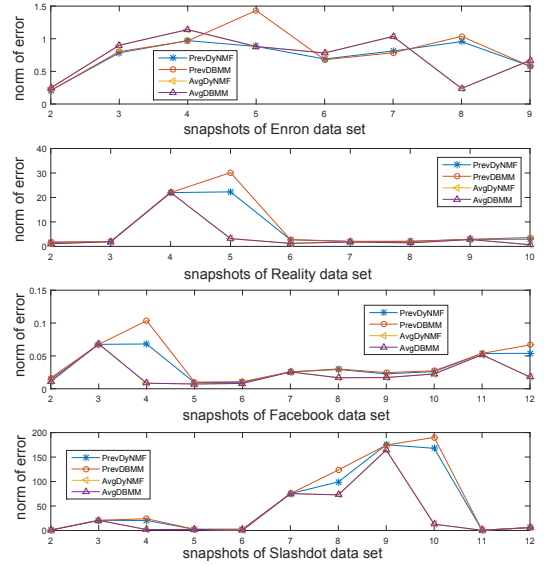 1.5
1
0.5
0
norm of error
PrevDyNMF
PrevDBMM
AvgDyNMF
AvgDBMM
2 3 4 5 6 7 8 9
snapshots of Enron data set
40
30
20
10
0
norm of error
PrevDyNMF
PrevDBMM
AvgDyNMF
AvgDBMM
2 3 4 5 6 7 8 9 10
snapshots of Reality data set
0.15
0.1
0.05
0
norm of error
PrevDyNMF
PrevDBMM
AvgDyNMF
AvgDBMM
2 3 4 5 6 7 8 9 10 11 12
snapshots of Facebook data set
200
150
100
50
0
norm of error
PrevDyNMF
PrevDBMM
AvgDyNMF
AvgDBMM
2 3 4 5 6 7 8 9 10 11 12
snapshots of Slashdot data set